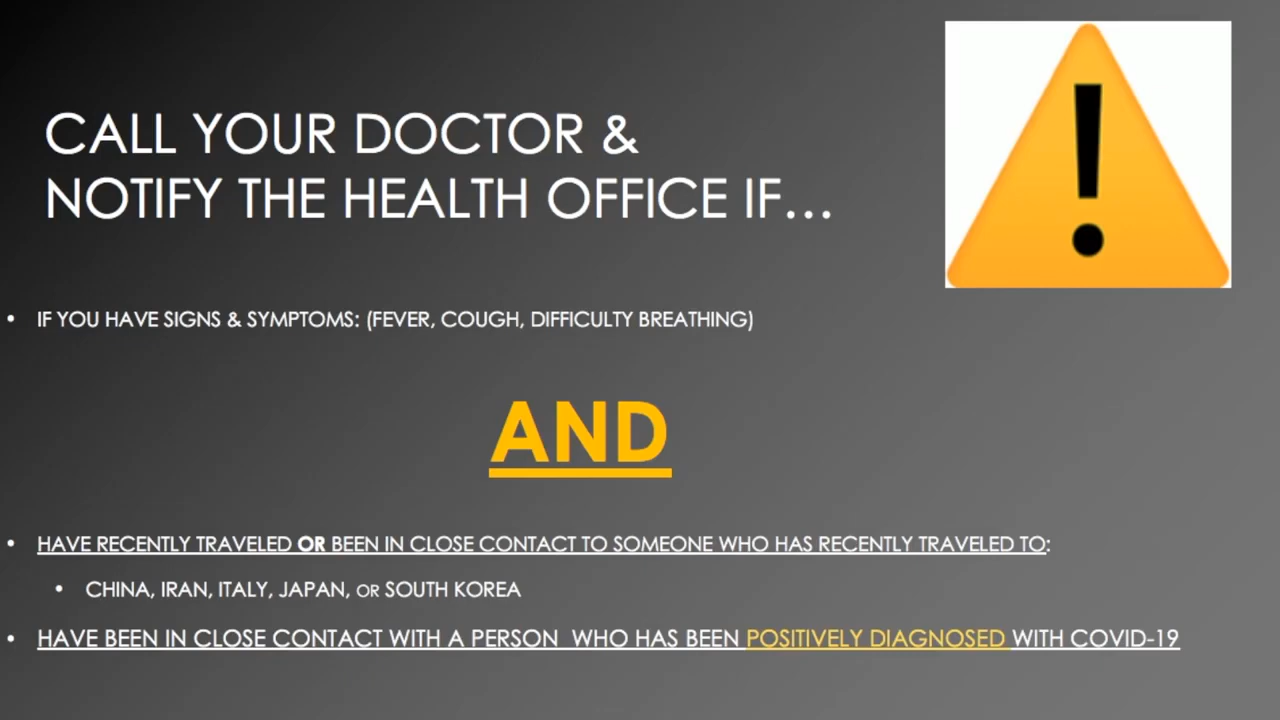 CALL YOUR DOCTOR &
NOTIFY THE HEALTH OFFICE IF...
• IF YOU HAVE SIGNS & SYMPTOMS: (FEVER, COUGH, DIFFICULTY BREATHING)
AND
• HAVE RECENTLY TRAVELED OR BEEN IN CLOSE CONTACT TO SOMEONE WHO HAS RECENTLY TRAVELED TO:
• CHINA, IRAN, ITALY, JAPAN, OR SOUTH KOREA
• HAVE BEEN IN CLOSE CONTACT WITH A PERSON WHO HAS BEEN POSITIVELY DIAGNOSED WITH COVID-19